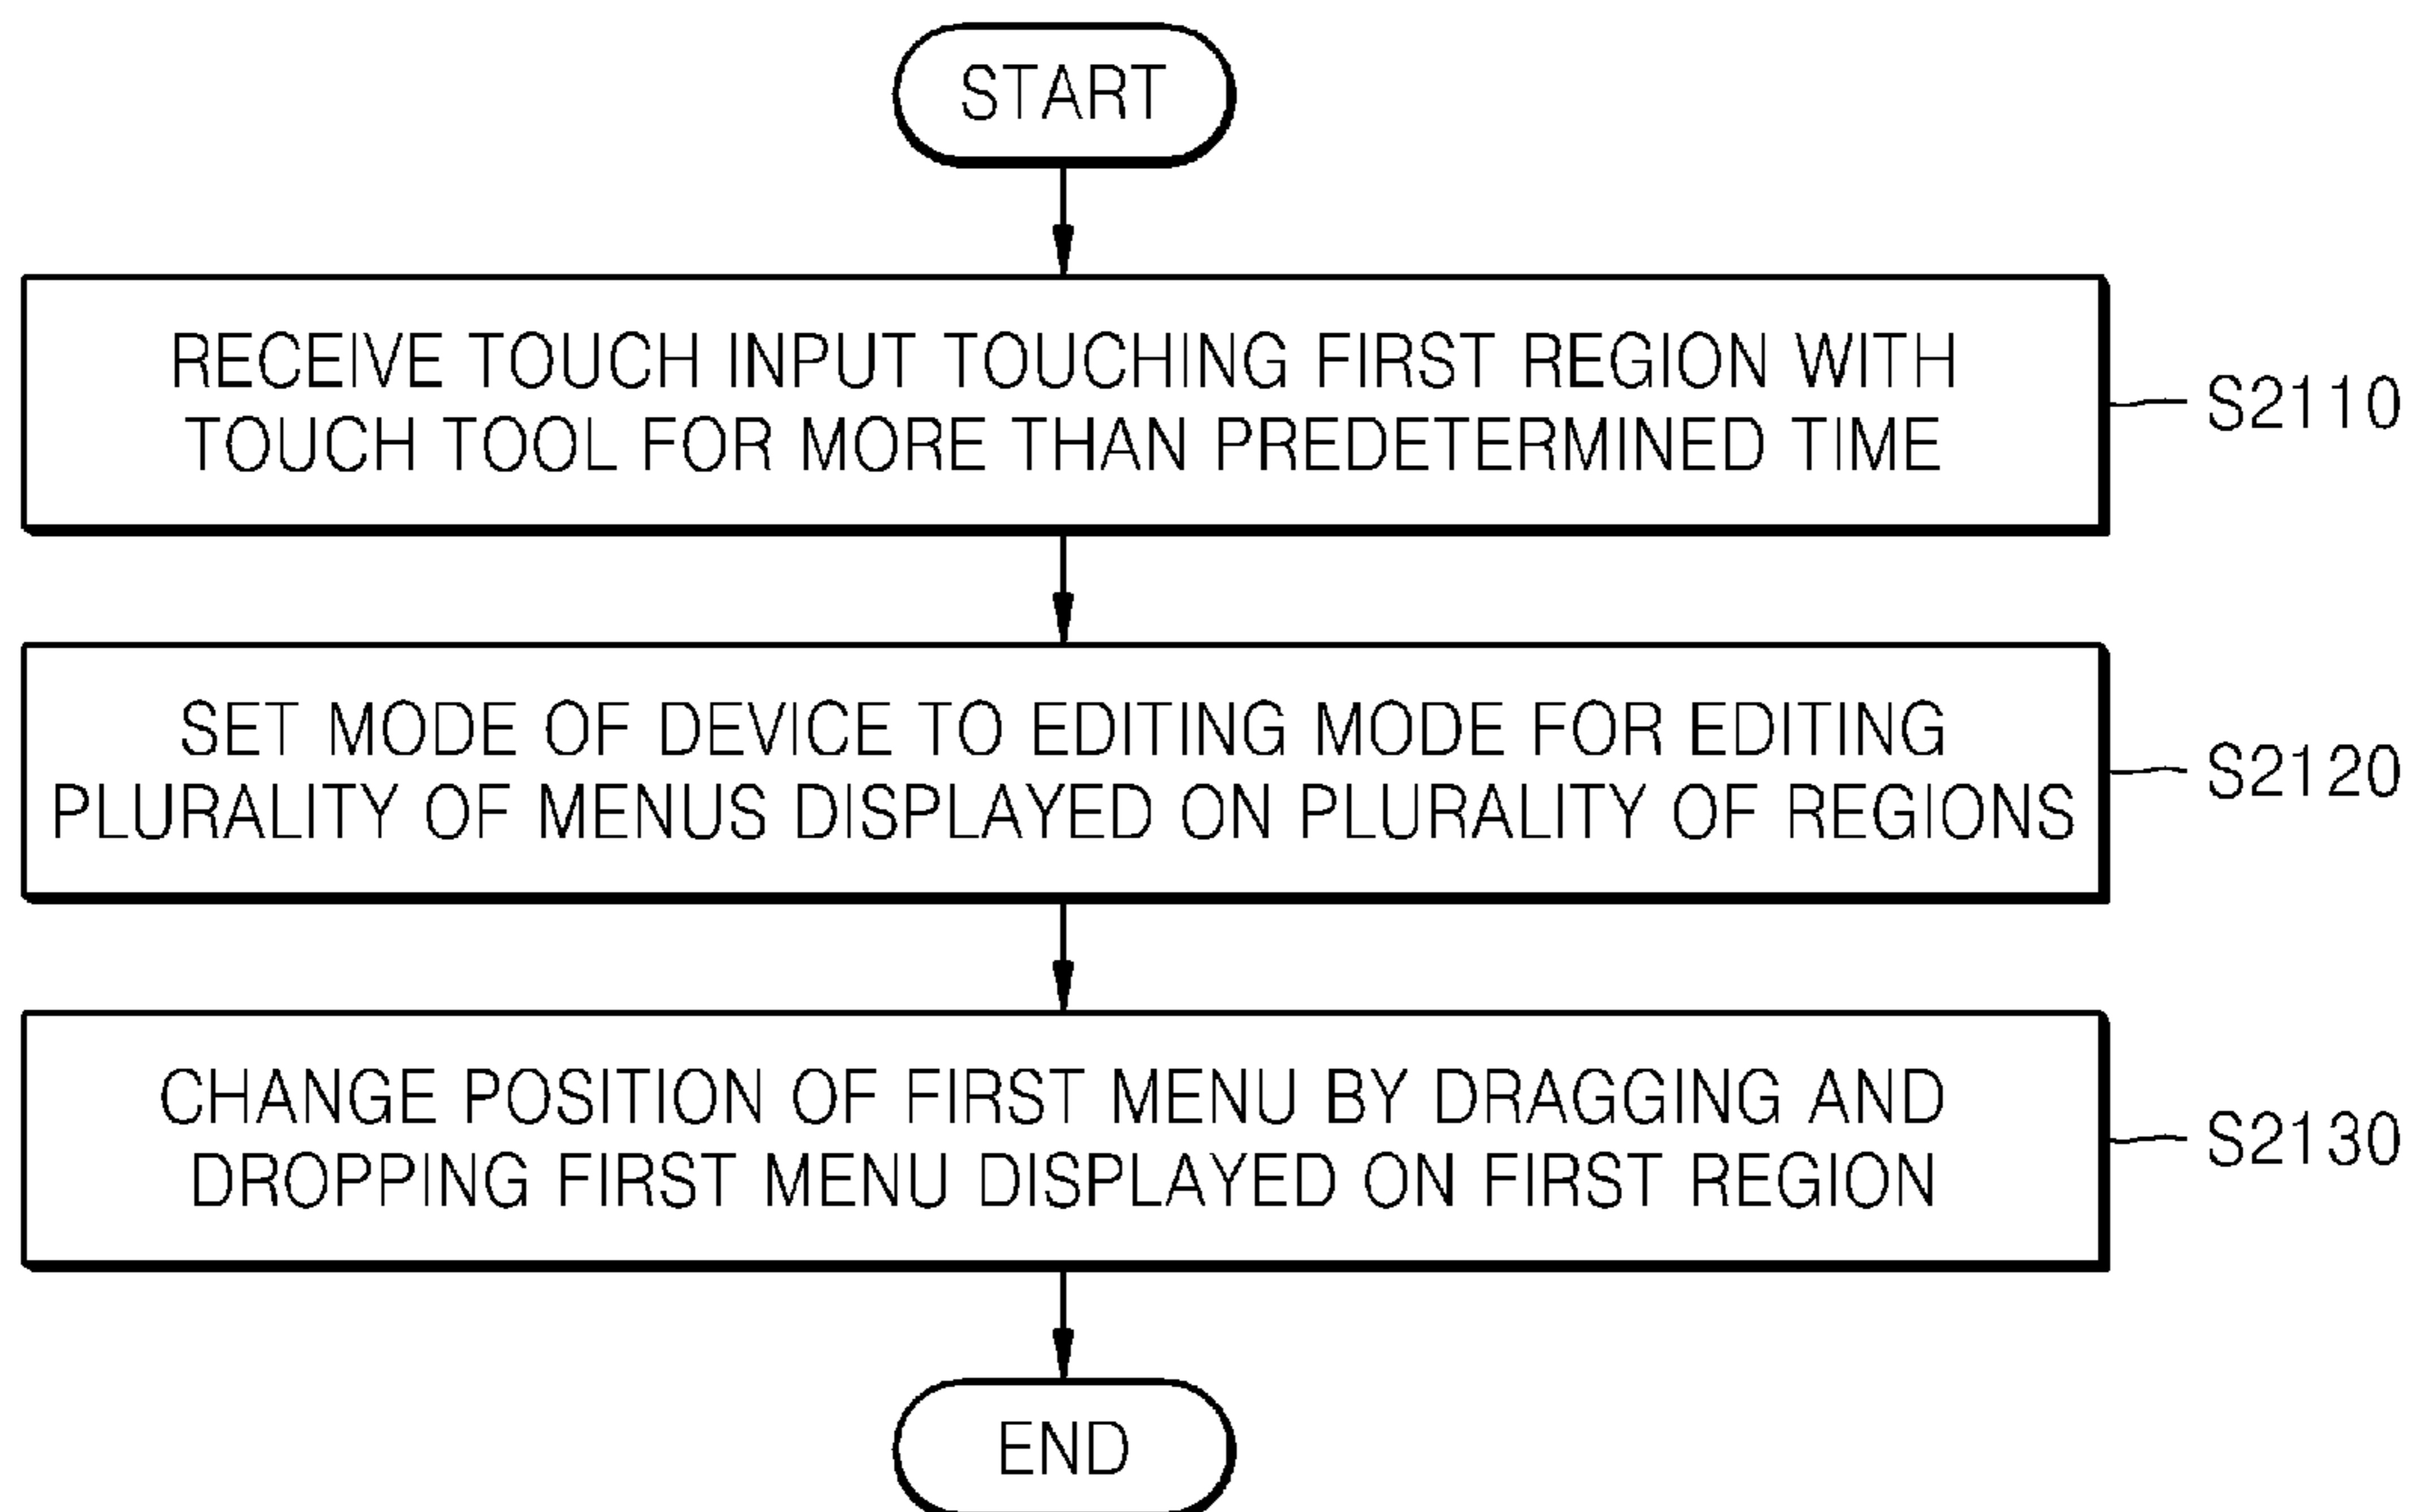 START
RECEIVE TOUCH INPUT TOUCHING FIRST REGION WITH
TOUCH TOOL FOR MORE THAN PREDETERMINED TIME
S2110
SET MODE OF DEVICE TO EDITING MODE FOR EDITING
PLURALITY OF MENUS DISPLAYED ON PLURALITY OF REGIONS
S2120
CHANGE POSITION OF FIRST MENU BY DRAGGING AND
DROPPING FIRST MENU DISPLAYED ON FIRST REGION
S2130
END